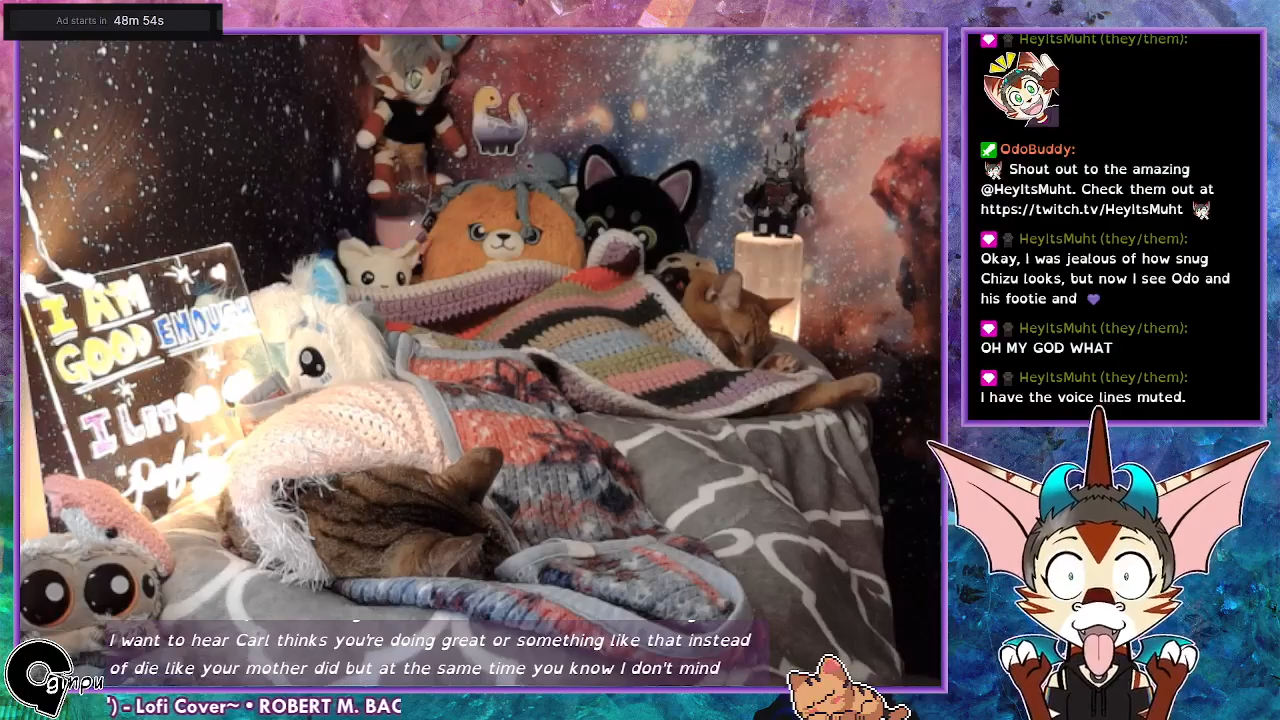 Ad starts in 48m 54s
HeyItsMuht (they/them):
OdoBuddy:
Shout out to the amazing
@HeyItsMuht. Check them out at
https://twitch.tv/HeyItsMuht
HeyItsMuht (they/them):
Okay, I was jealous of how snug
Chizu looks, but now I see Odo and
his footie and
HeyItsMuht (they/them):
OH MY GOD WHAT
HeyItsMuht (they/them):
I have the voice lines muted.
I AM
GOOD ENOUGH
I want to hear Carl thinks you're doing great or something like that instead
of die like your mother did but at the same time you know I don't mind
ginpu
') - Lofi Cover~ • ROBERT M. BAC